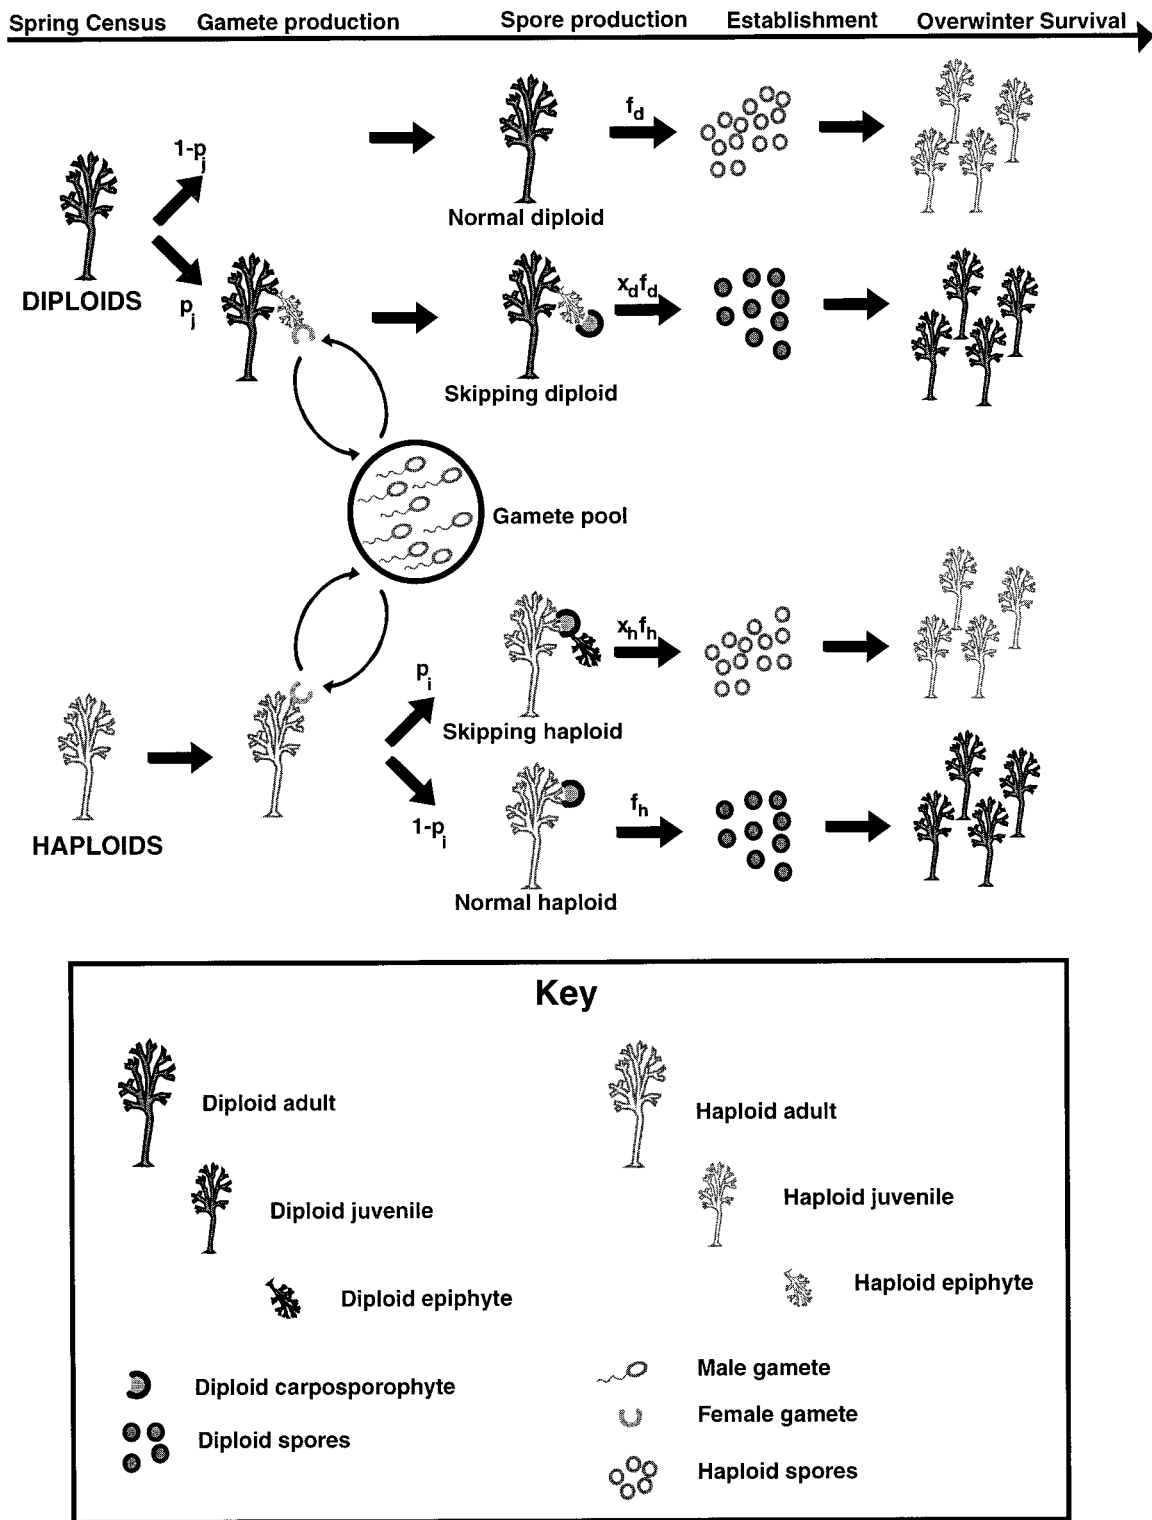 Spring Census Gamete production Spore production Establishment Overwinter Survival
1-pj
fd
Normal diploid
DIPLOIDS
pj
xdfd
Skipping diploid
Gamete pool
pi
xhfh
Skipping haploid
1-pi
fh
HAPLOIDS
Normal haploid
Key
Diploid adult
Haploid adult
Diploid juvenile
Haploid juvenile
Diploid epiphyte
Haploid epiphyte
Diploid carposporophyte
Male gamete
Female gamete
Diploid spores
Haploid spores